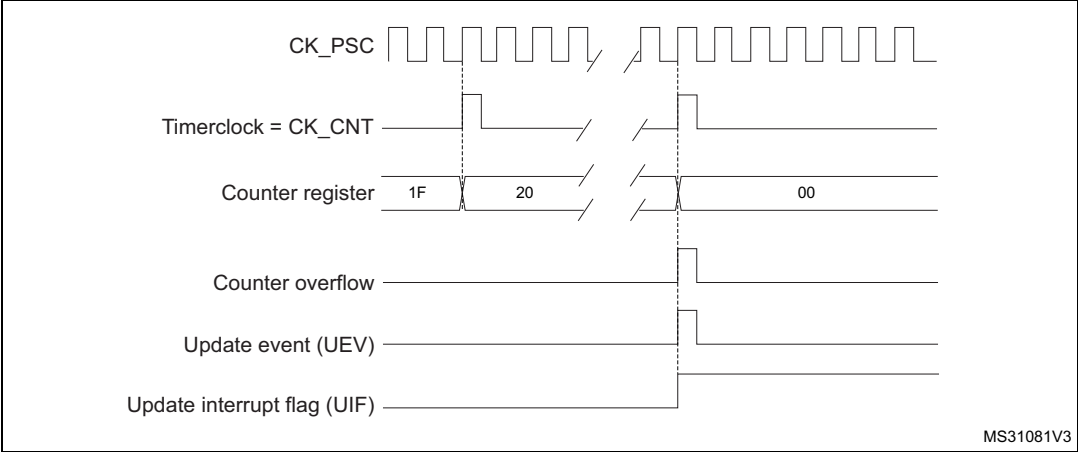 CK_PSC
Timerclock = CK_CNT
Counter register 1F 20 00
Counter overflow
Update event (UEV)
Update interrupt flag (UIF)
MS31081V3